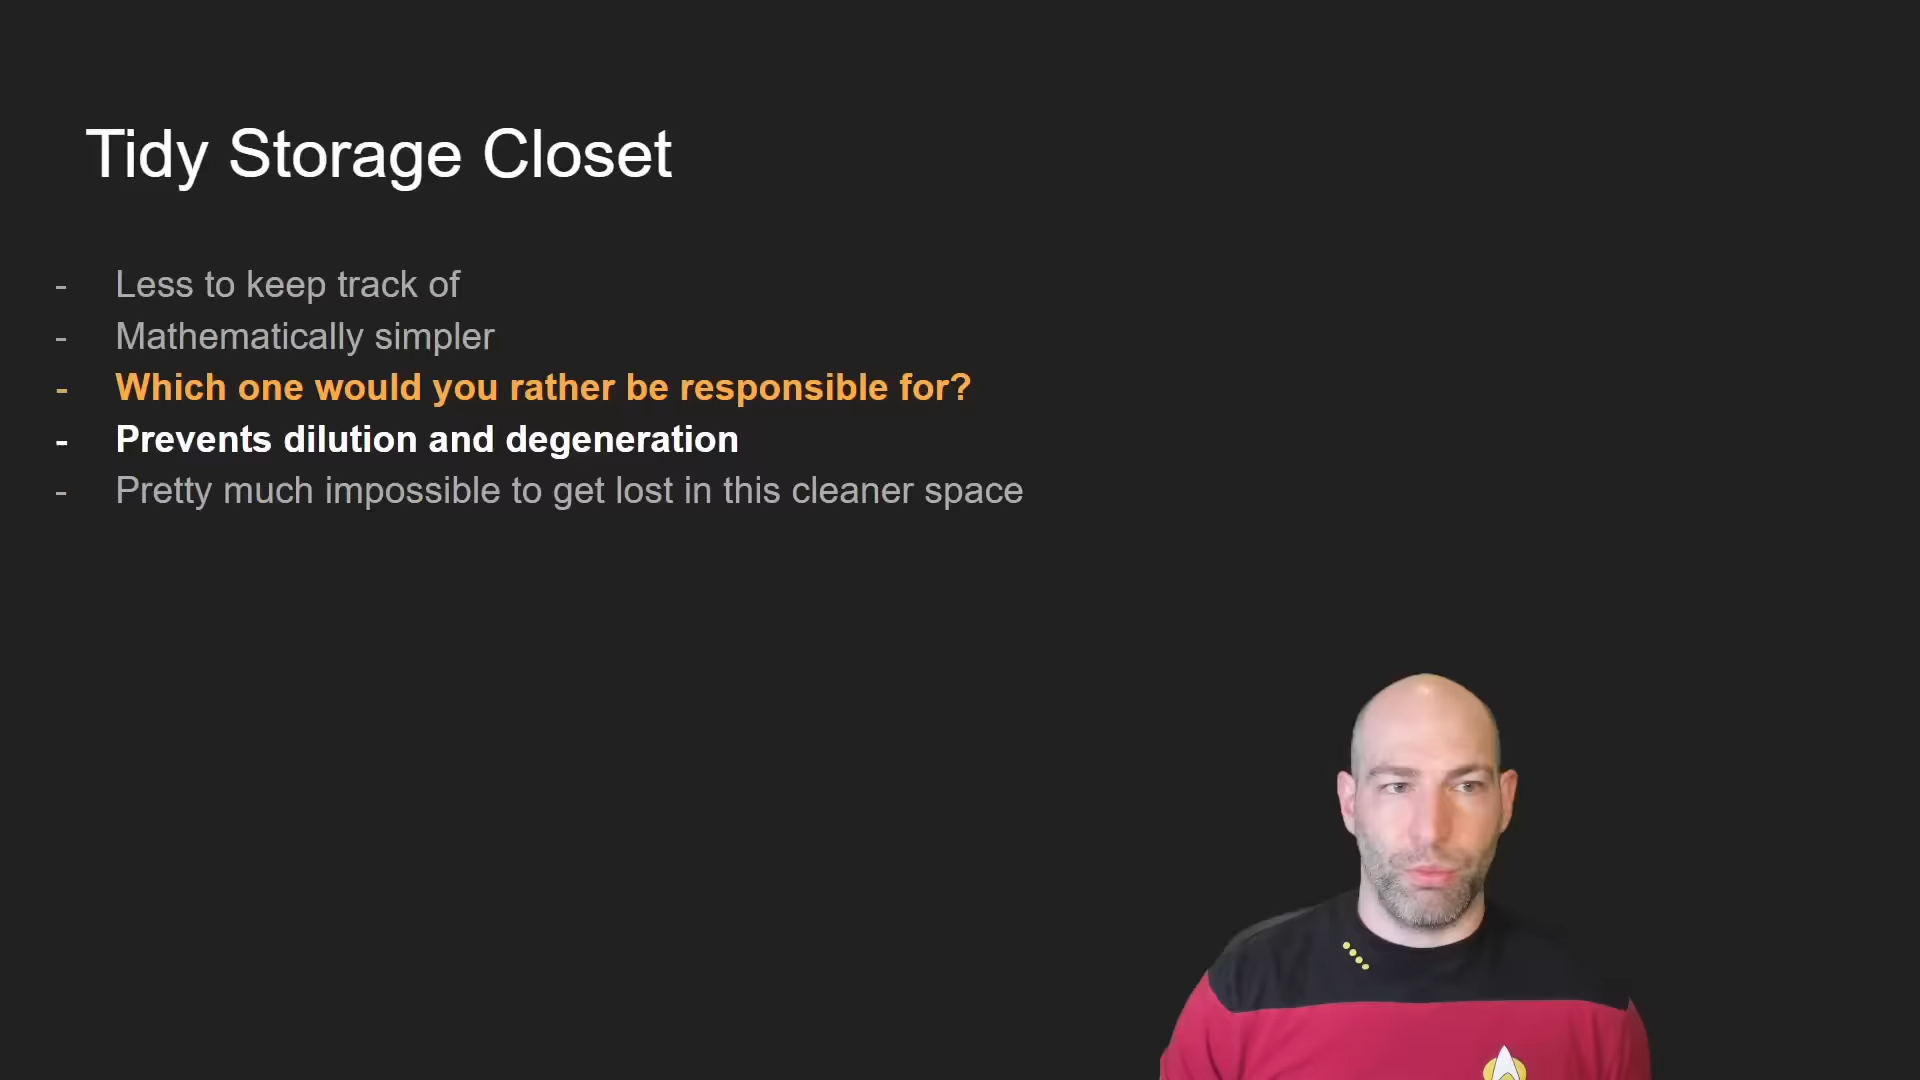 Tidy Storage Closet
- Less to keep track of
- Mathematically simpler
- Which one would you rather be responsible for?
- Prevents dilution and degeneration
- Pretty much impossible to get lost in this cleaner space